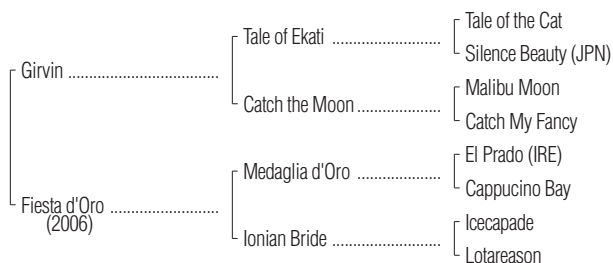 Tale of the Cat
Tale of Ekati
Silence Beauty (JPN)
Girvin
Malibu Moon
Catch the Moon
Catch My Fancy
El Prado (IRE)
Medaglia d'Oro
Cappucino Bay
Fiesta d'Oro
(2006)
Icecapade
Ionian Bride
Lotareason